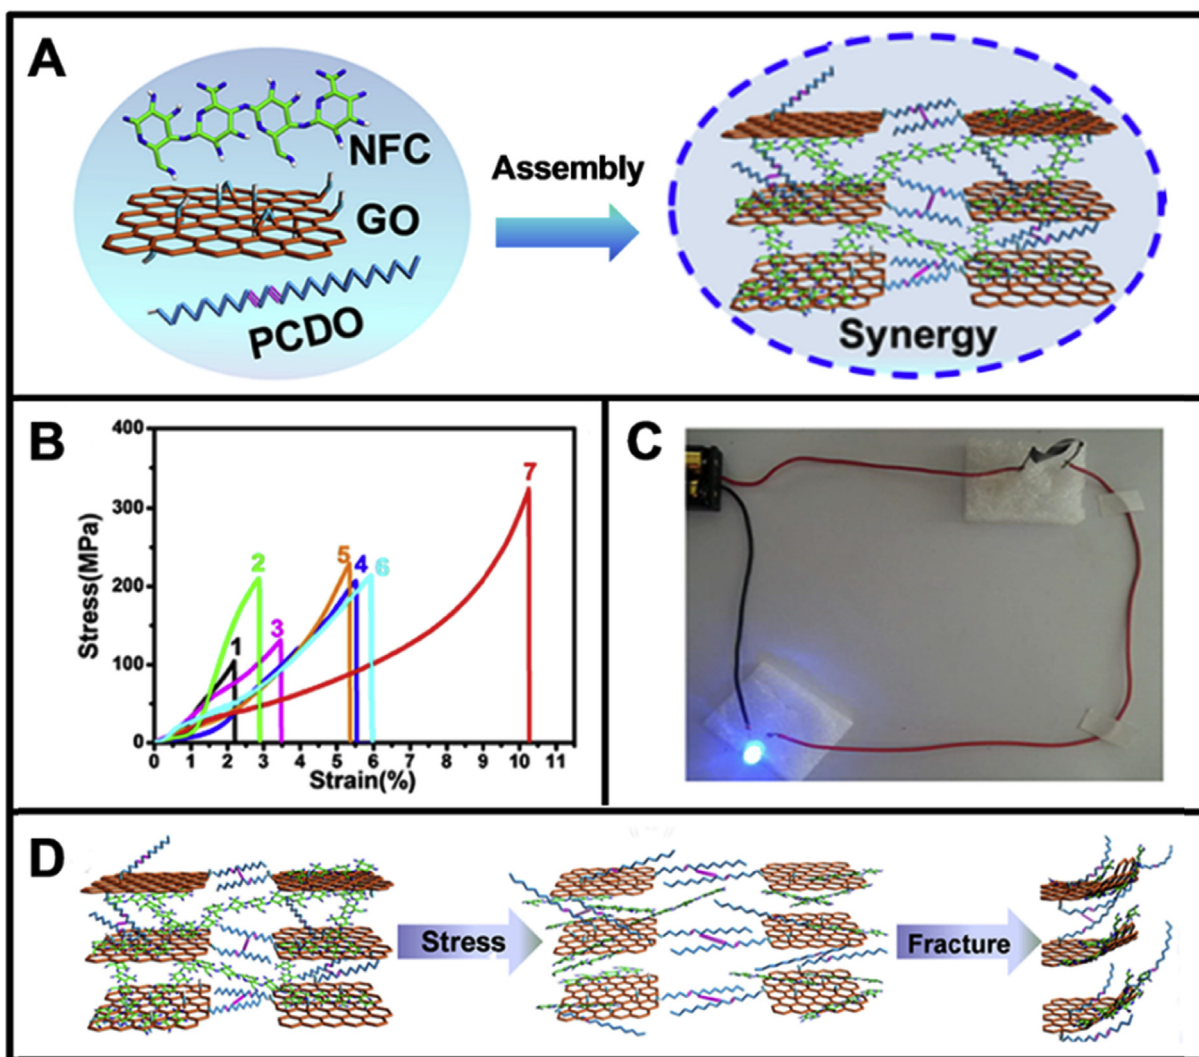 A
NFC
GO
PCDO
Assembly
Synergy
B
Stress(MPa)
400
300
200
100
0
1
2
3
4
5
6
7
0 1 2 3 4 5 6 7 8 9 10 11
Strain(%)
C
D
Stress
Fracture